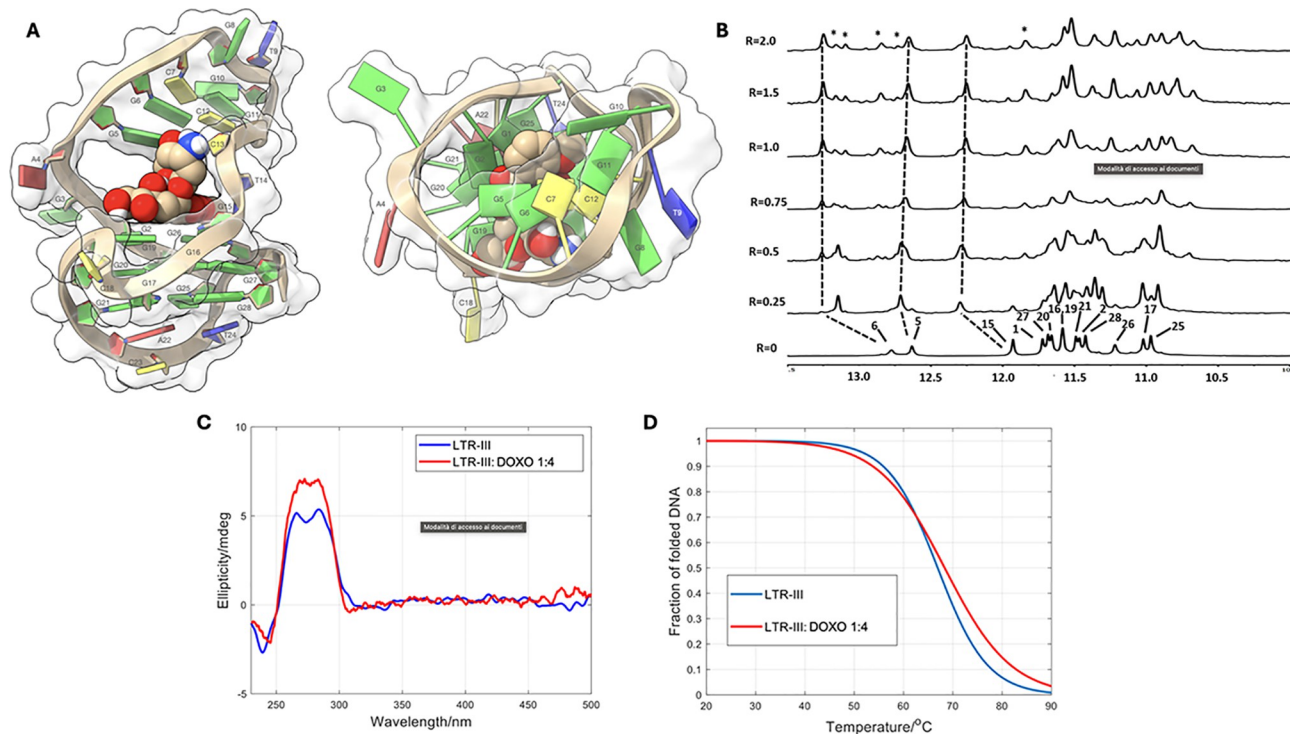 A
G8
T9
C7
G10
G6
C12
G11
G5
C13
A4
T14
G3
G15
G2
G26
G19
G16
G20
G18
G17
G27
G21
G25
G28
A22
T24
C23
G3
A22
T24
G10
G1
G25
G21
G2
G11
G20
C7
C12
G5
G6
T9
A4
G19
G8
C18
B
R=2.0
* * * * *
R=1.5
R=1.0
Modalità di accesso ai documenti
R=0.75
R=0.5
R=0.25
R=0
6 5 15 1 27 20 16 19 21 2 28 26 17 25
13.0 12.5 12.0 11.5 11.0 10.5
C
Ellipticity/mdeg
10
5
0
-5
LTR-III
LTR-III: DOXO 1:4
Modalità di accesso ai documenti
250 300 350 400 450 500
Wavelength/nm
D
Fraction of folded DNA
1
0.9
0.8
0.7
0.6
0.5
0.4
0.3
0.2
0.1
0
LTR-III
LTR-III: DOXO 1:4
20 30 40 50 60 70 80 90
Temperature/°C